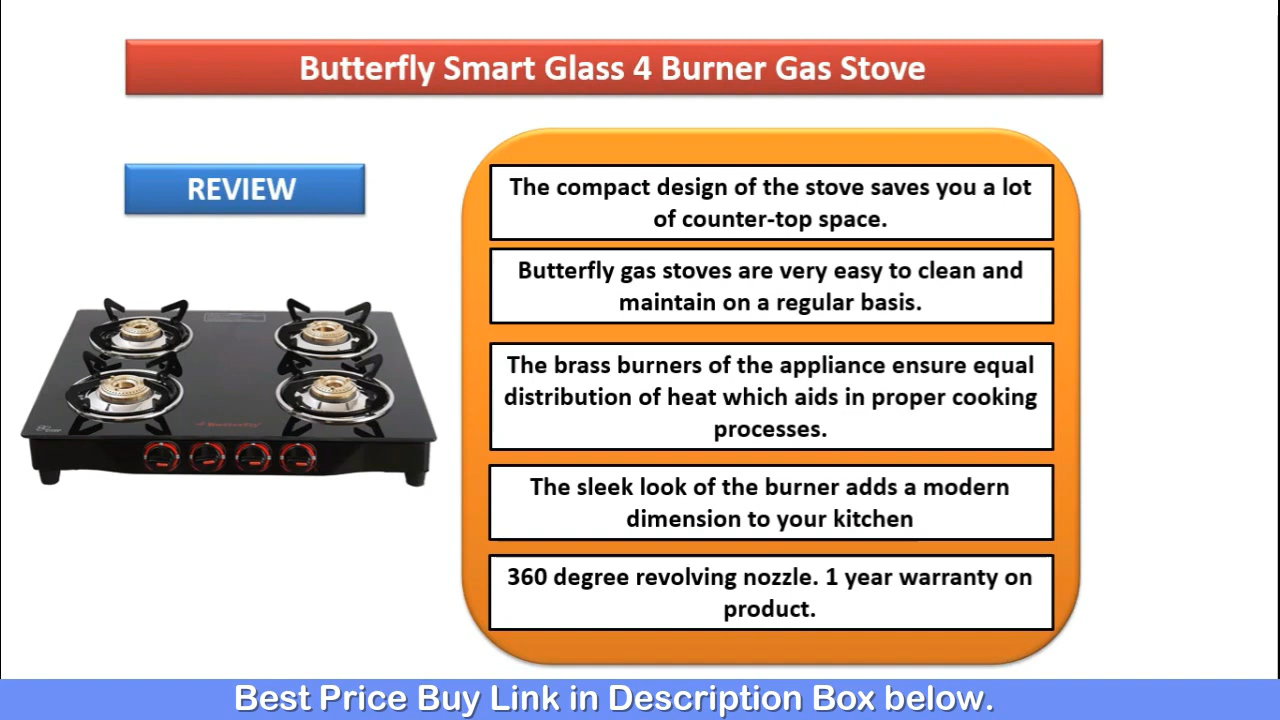 Butterfly Smart Glass 4 Burner Gas Stove
REVIEW
The compact design of the stove saves you a lot
of counter-top space.
Butterfly gas stoves are very easy to clean and
maintain on a regular basis.
The brass burners of the appliance ensure equal
distribution of heat which aids in proper cooking
processes.
The sleek look of the burner adds a modern
dimension to your kitchen
360 degree revolving nozzle. 1 year warranty on
product.
Butterfly
Best Price Buy Link in Description Box below.